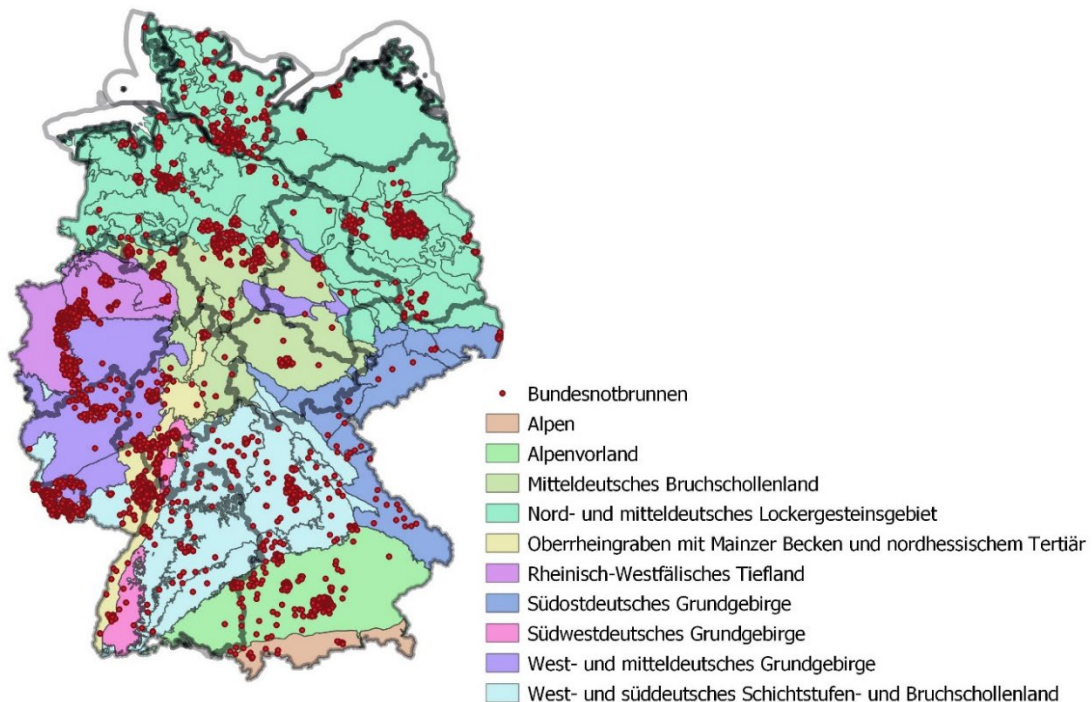 Bundesnotbrunnen
Alpen
Alpenvorland
Mitteldeutsches Bruchschollenland
Nord- und mitteldeutsches Lockergesteinsgebiet
Oberrheingraben mit Mainzer Becken und nordhessischem Tertiär
Rheinisch-Westfälisches Tiefland
Südostdeutsches Grundgebirge
Südwestdeutsches Grundgebirge
West- und mitteldeutsches Grundgebirge
West- und süddeutsches Schichtstufen- und Bruchschollenland